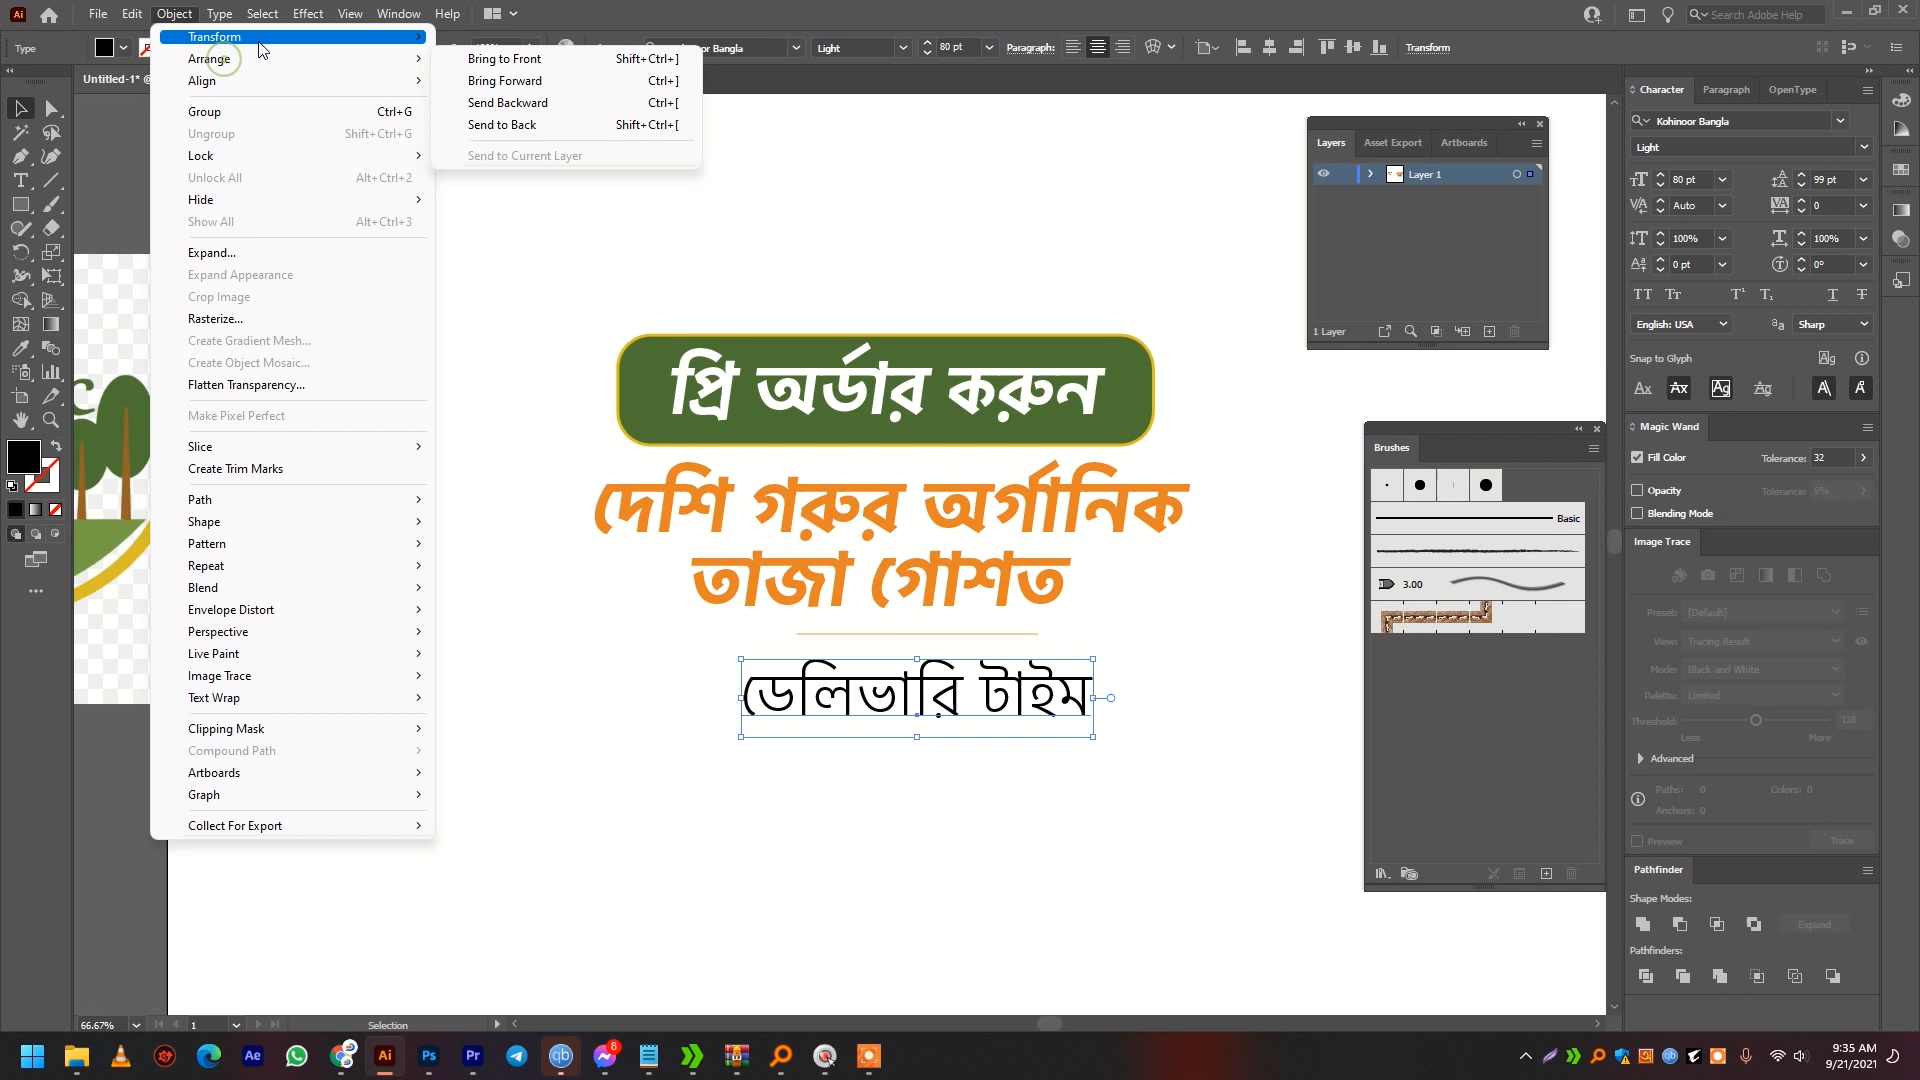 File Edit Object Type Select Effect View Window Help
Search Adobe Help
Type
Bangla
Light
80 pt
Paragraph:
Transform
Untitled-1* @
Transform
Arrange
Align
Group Ctrl+G
Ungroup Shift+Ctrl+G
Lock
Unlock All Alt+Ctrl+2
Hide
Show All Alt+Ctrl+3
Expand...
Expand Appearance
Crop Image
Rasterize...
Create Gradient Mesh...
Create Object Mosaic...
Flatten Transparency...
Make Pixel Perfect
Slice
Create Trim Marks
Path
Shape
Pattern
Repeat
Blend
Envelope Distort
Perspective
Live Paint
Image Trace
Text Wrap
Clipping Mask
Compound Path
Artboards
Graph
Collect For Export
Bring to Front Shift+Ctrl+]
Bring Forward Ctrl+]
Send Backward Ctrl+[
Send to Back Shift+Ctrl+[
Send to Current Layer
প্রি অর্ডার করুন
দেশি গরুর অর্গানিক
তাজা গোশত
ডেলিভারি টাইম
Layers Asset Export Artboards
Layer 1
1 Layer
Brushes
Basic
3.00
Character Paragraph OpenType
Kohinoor Bangla
Light
80 pt 99 pt
Auto 0
100% 100%
0 pt 0°
English: USA Sharp
Snap to Glyph
Magic Wand
Fill Color Tolerance: 32
Opacity Tolerance: 5%
Blending Mode
Image Trace
Preset: [Default]
View: Tracing Result
Mode: Black and White
Palette: Limited
Threshold: 128
Less More
Advanced
Paths: 0 Colors: 0
Anchors: 0
Preview Trace
Pathfinder
Shape Modes:
Expand
Pathfinders:
66.67% 1 Selection
Ae Ai Ps Pr qb 8
9:35 AM
9/21/2021